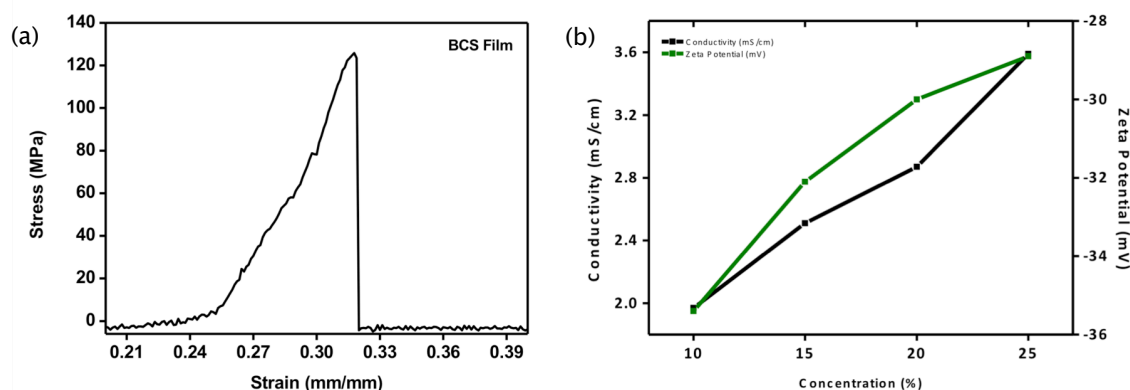 (a)
BCS Film
Stress (MPa)
140
120
100
80
60
40
20
0
0.21 0.24 0.27 0.30 0.33 0.36 0.39
Strain (mm/mm)
(b)
Conductivity (mS/cm)
Zeta Potential (mV)
Conductivity (mS/cm)
3.6
3.2
2.8
2.4
2.0
-28
-30
-32
-34
-36
Zeta Potential (mV)
10 15 20 25
Concentration (%)